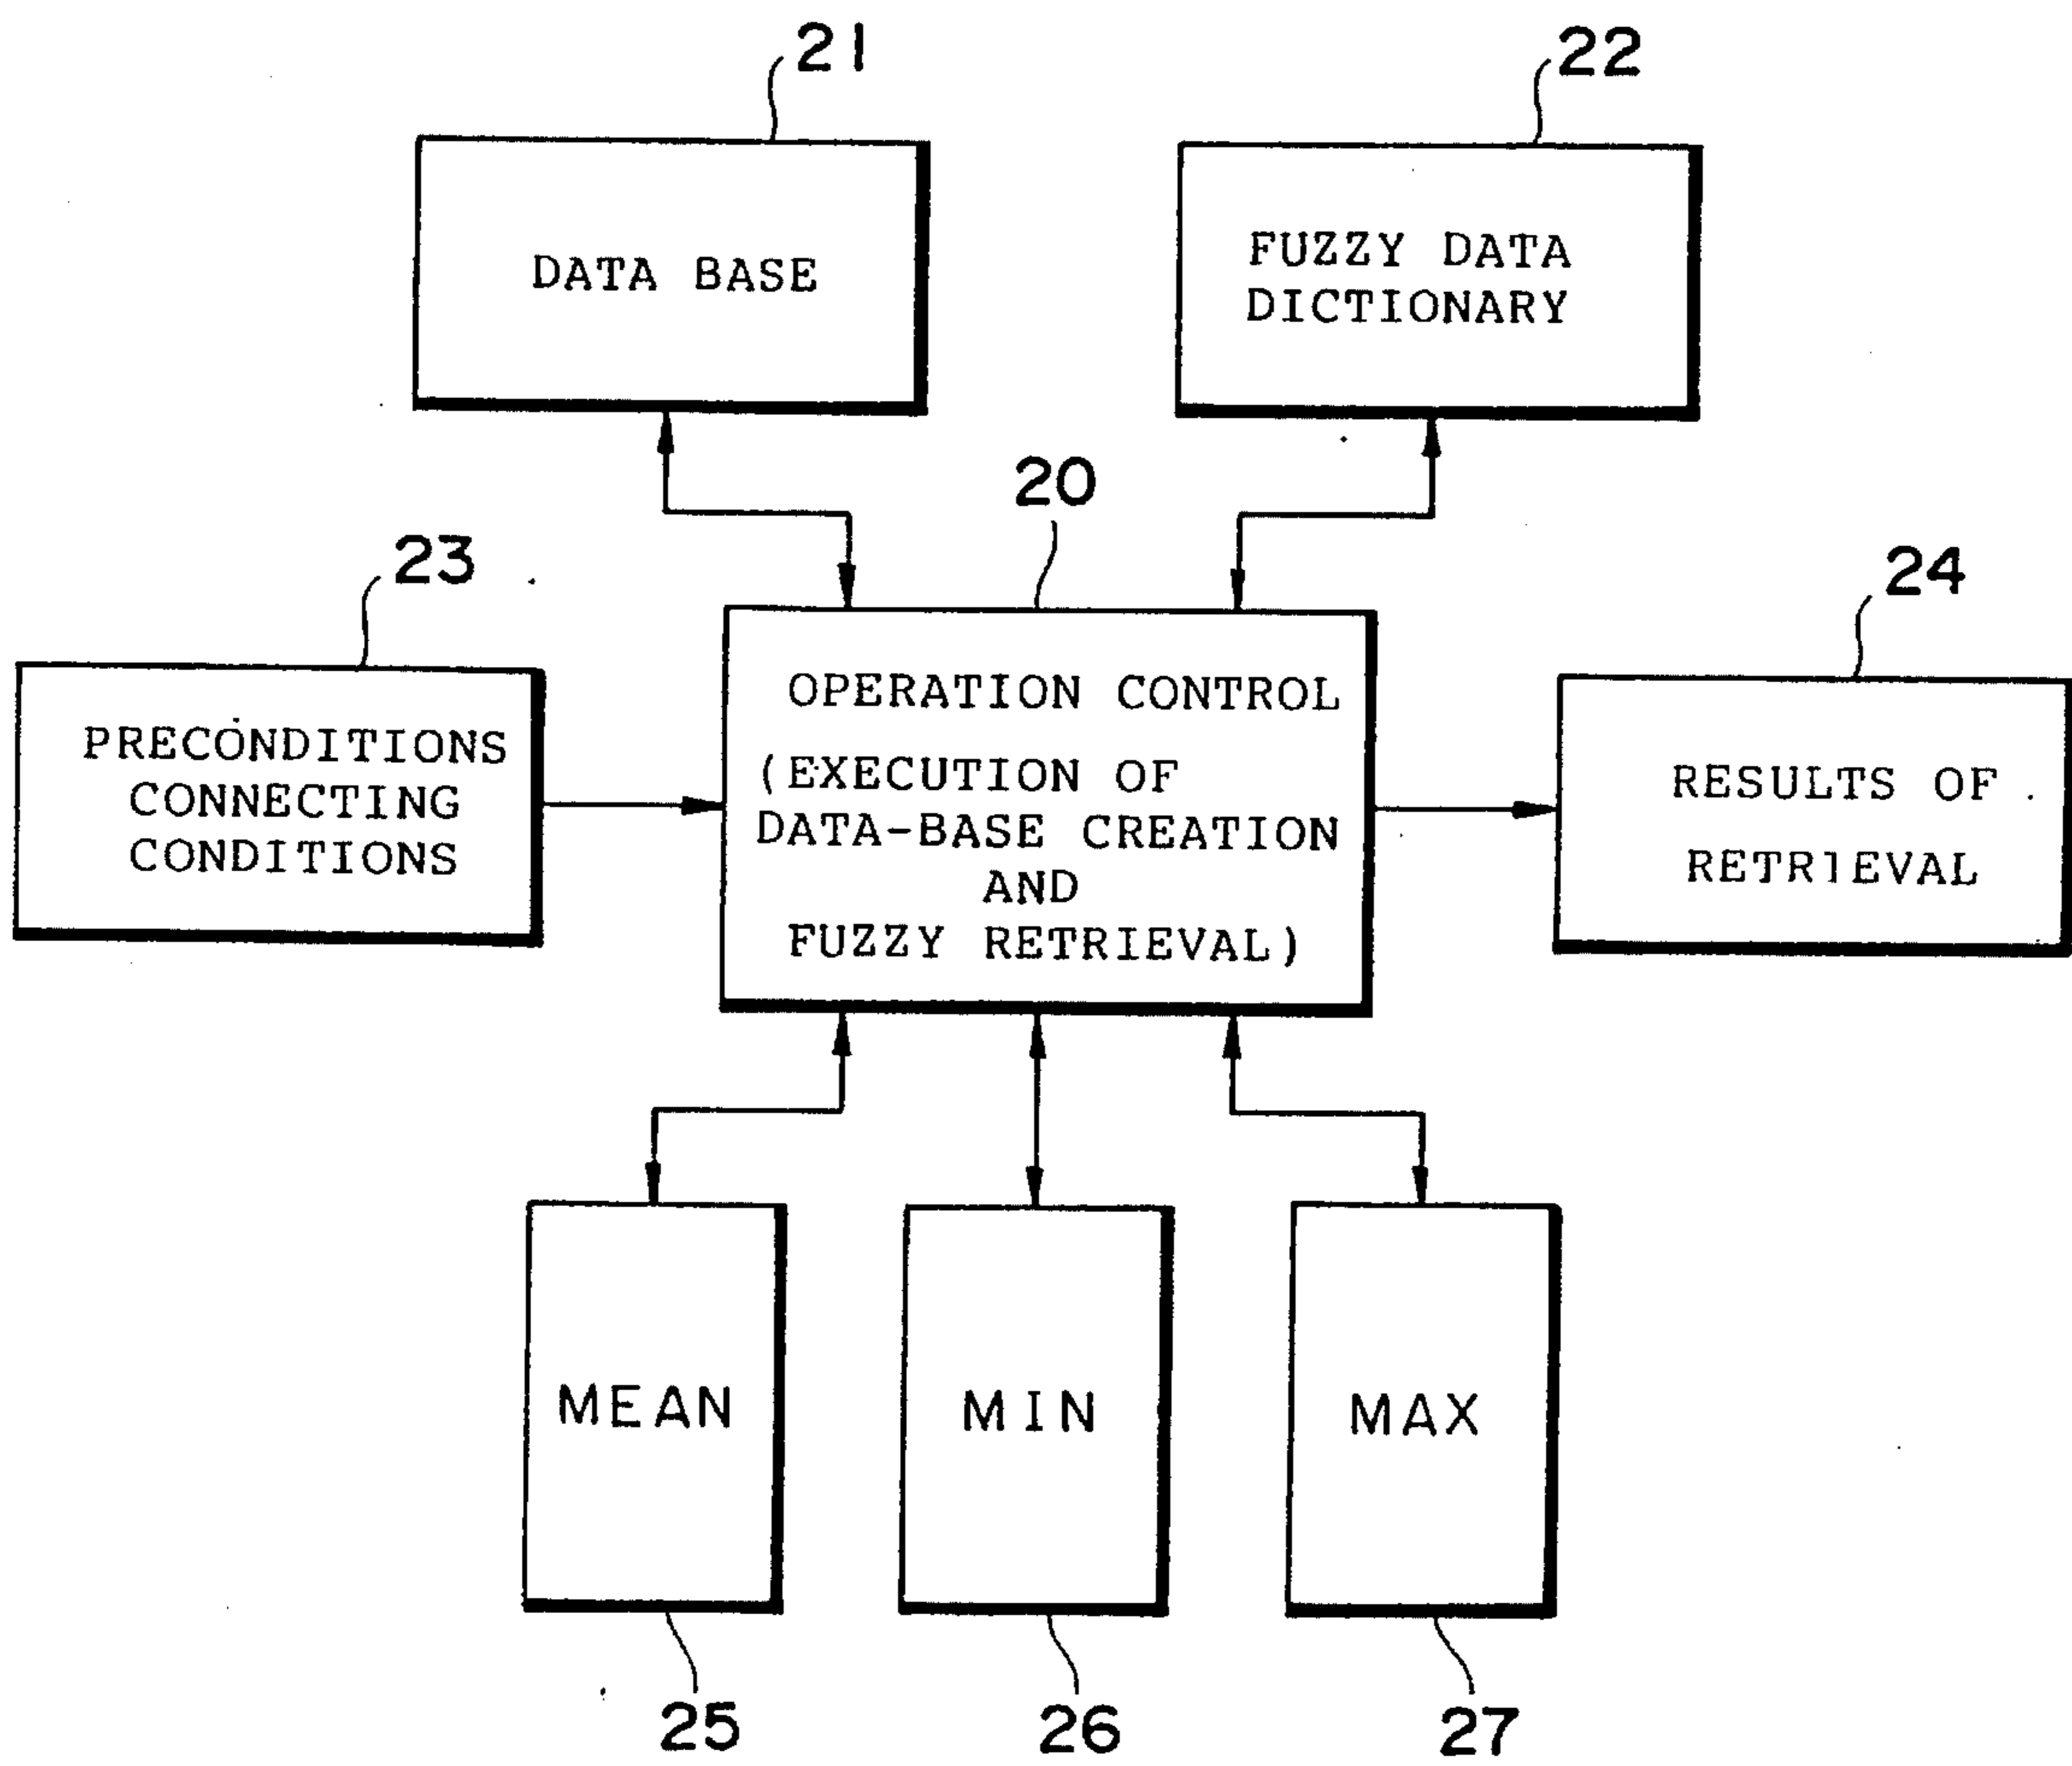 21
22
DATA BASE
FUZZY DATA
DICTIONARY
20
23
24
PRECONDITIONS
CONNECTING
CONDITIONS
OPERATION CONTROL
(EXECUTION OF
DATA-BASE CREATION
AND
FUZZY RETRIEVAL)
RESULTS OF
RETRIEVAL
MEAN
MIN
MAX
25
26
27